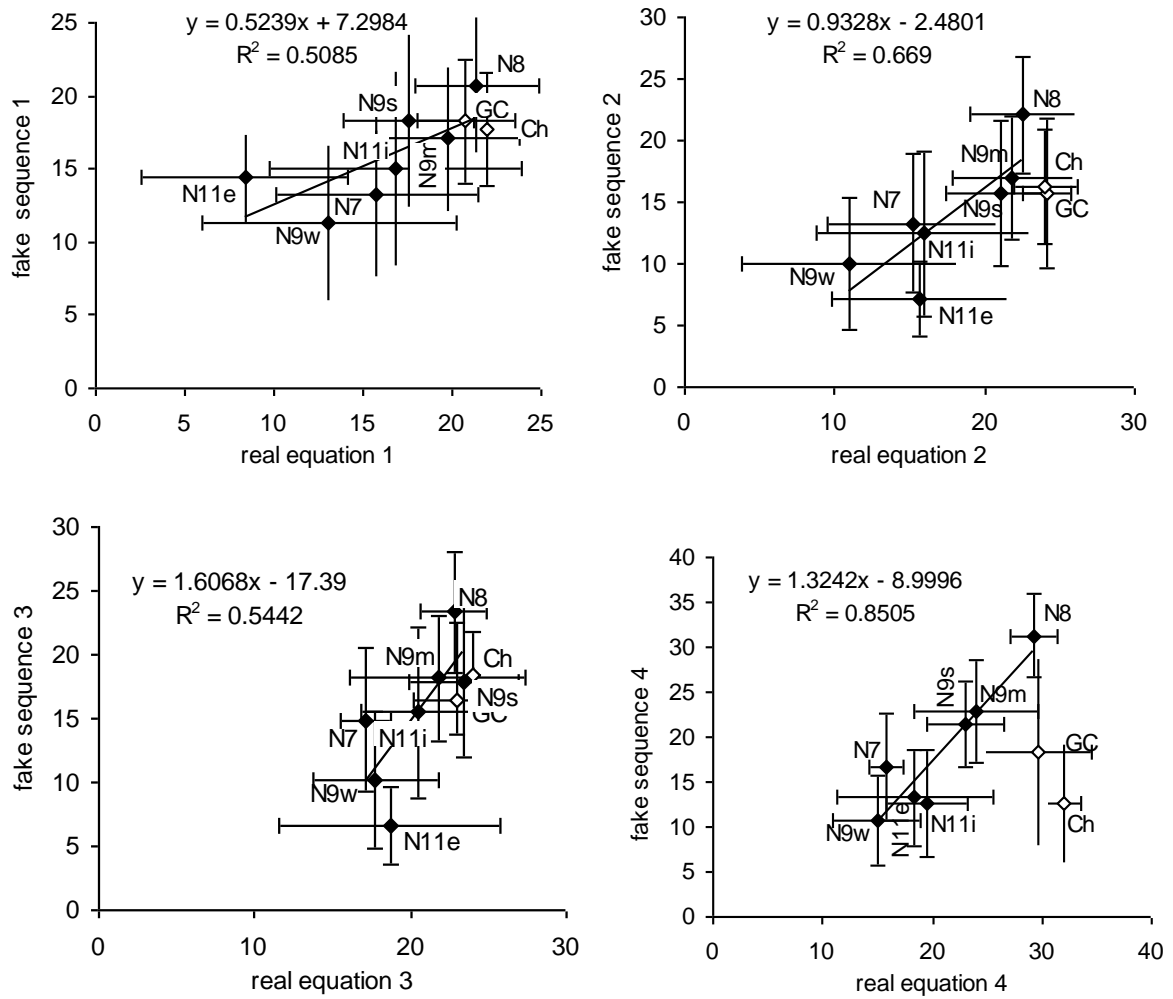 y = 0.5239x + 7.2984
R² = 0.5085
25
20
15
10
5
0
0 5 10 15 20 25
fake sequence 1
real equation 1
N8
N9s
GC
Ch
N11i
N9m
N11e
N7
N9w
y = 0.9328x - 2.4801
R² = 0.669
30
25
20
15
10
5
0
0 10 20 30
fake sequence 2
real equation 2
N8
N9m
Ch
N7
N9s
GC
N11i
N9w
N11e
y = 1.6068x - 17.39
R² = 0.5442
30
25
20
15
10
5
0
0 10 20 30
fake sequence 3
real equation 3
N8
N9m
Ch
N9s
GC
N7
N11i
N9w
N11e
y = 1.3242x - 8.9996
R² = 0.8505
40
35
30
25
20
15
10
5
0
0 10 20 30 40
fake sequence 4
real equation 4
N8
N9s
N9m
GC
N7
N9w
N11e
N11i
Ch